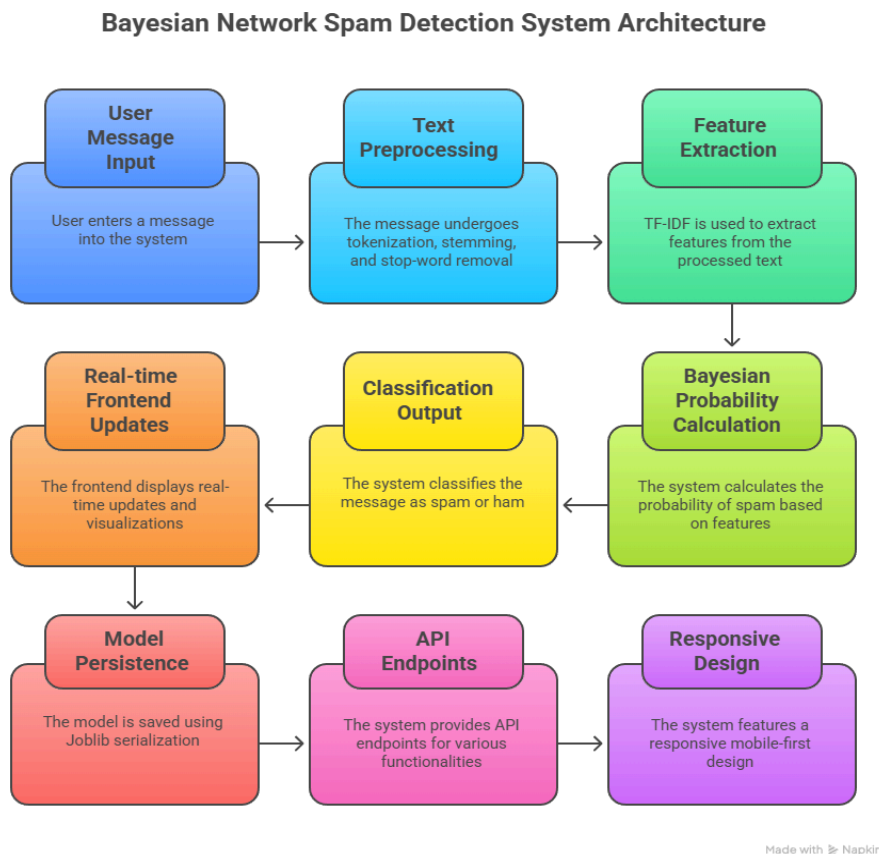 Bayesian Network Spam Detection System Architecture
User
Message
Input
User enters a message
into the system
Text
Preprocessing
The message undergoes
tokenization, stemming,
and stop-word removal
Feature
Extraction
TF-IDF is used to extract
features from the
processed text
Bayesian
Probability
Calculation
The system calculates the
probability of spam based
on features
Classification
Output
The system classifies the
message as spam or ham
Real-time
Frontend
Updates
The frontend displays real-
time updates and
visualizations
Model
Persistence
The model is saved using
Joblib serialization
API
Endpoints
The system provides API
endpoints for various
functionalities
Responsive
Design
The system features a
responsive mobile-first
design
Made with Napkin